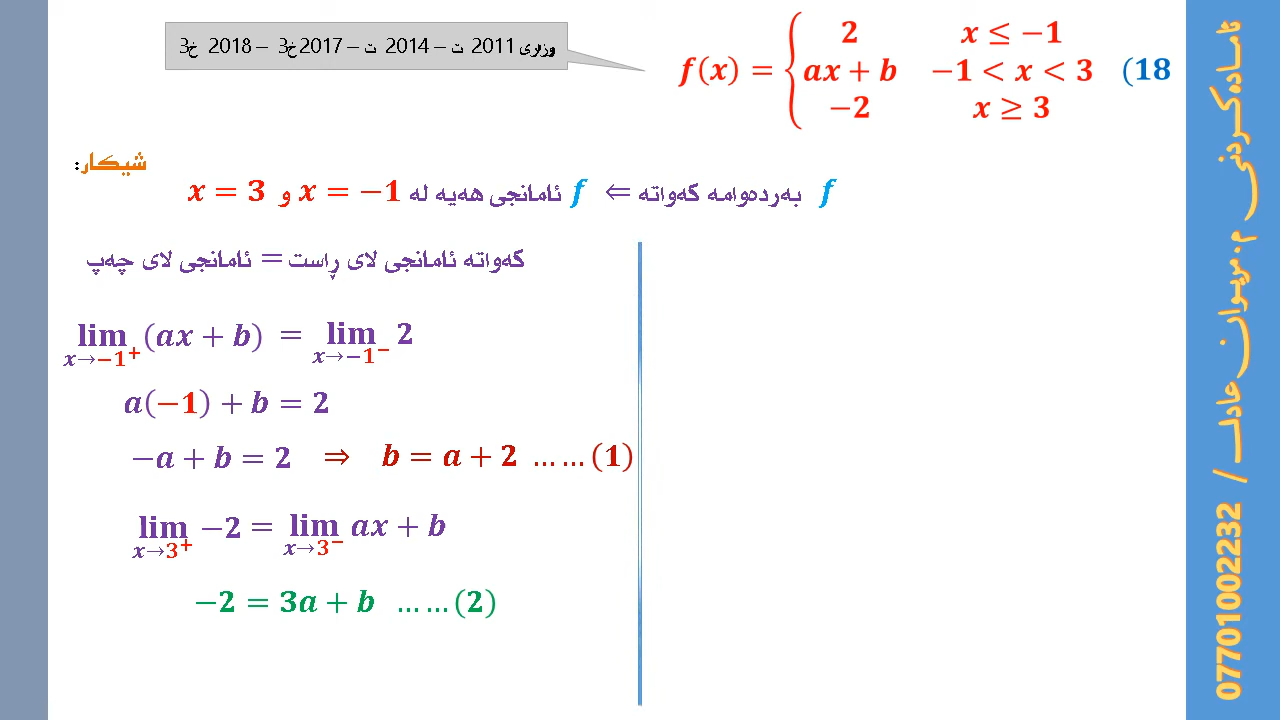 وزاری 2011 ت – 2014 ت – 2017خ3 – 2018 خ3
18) f(x) = { 2 x ≤ −1
ax + b −1 < x < 3
−2 x ≥ 3
شیکار:
f بەردەوامە کەواتە ⇐ f ئامانجی هەیە لە x = −1 و x = 3
کەواتە ئامانجی لای ڕاست = ئامانجی لای چەپ
lim x→−1⁺ (ax + b) = lim x→−1⁻ 2
a(−1) + b = 2
−a + b = 2 ⇒ b = a + 2 ……(1)
lim x→3⁺ −2 = lim x→3⁻ ax + b
−2 = 3a + b ……(2)
ئامادەکردنی م.مریوان عادل / 07701002232